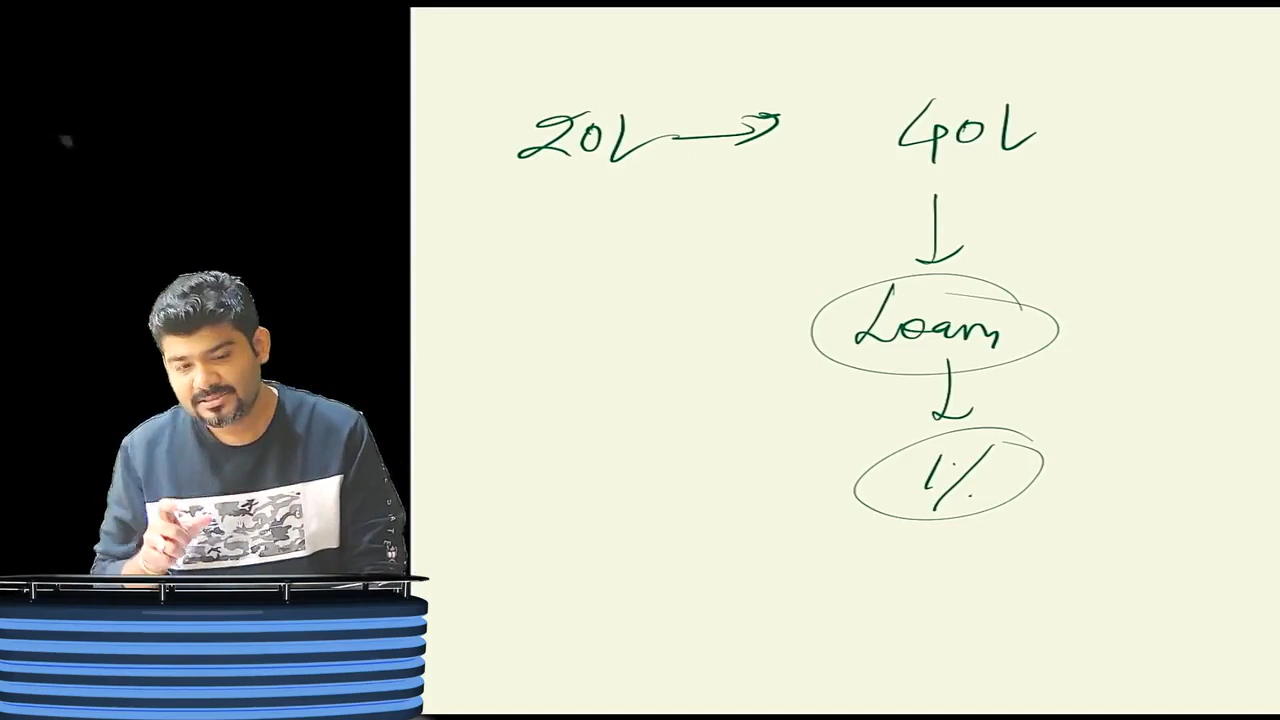 20L → 40L
↓
Loan
↓
1%